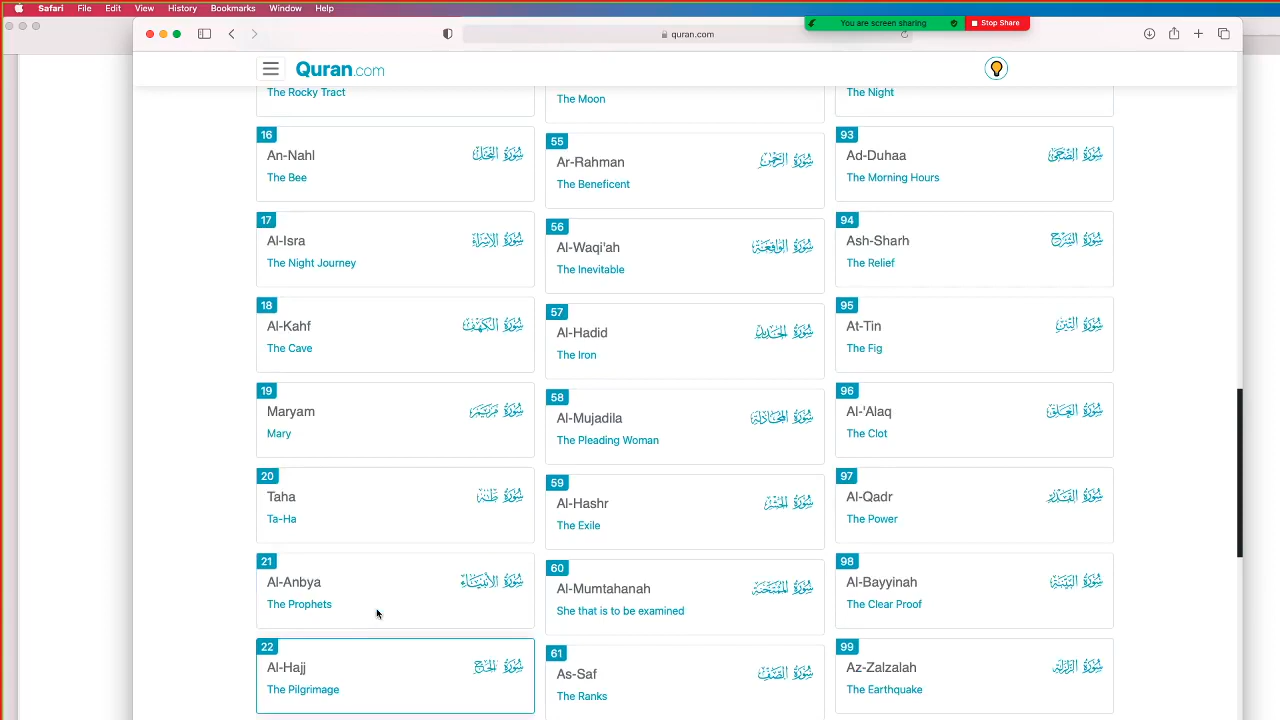 Safari File Edit View History Bookmarks Window Help
You are screen sharing Stop Share
quran.com
Quran.com
The Rocky Tract
16
An-Nahl سورة النحل
The Bee
17
Al-Isra سورة الإسراء
The Night Journey
18
Al-Kahf سورة الكهف
The Cave
19
Maryam سورة مريم
Mary
20
Taha سورة طه
Ta-Ha
21
Al-Anbya سورة الأنبياء
The Prophets
22
Al-Hajj سورة الحج
The Pilgrimage
The Moon
55
Ar-Rahman سورة الرحمن
The Beneficent
56
Al-Waqi'ah سورة الواقعة
The Inevitable
57
Al-Hadid سورة الحديد
The Iron
58
Al-Mujadila سورة المجادلة
The Pleading Woman
59
Al-Hashr سورة الحشر
The Exile
60
Al-Mumtahanah سورة الممتحنة
She that is to be examined
61
As-Saf سورة الصف
The Ranks
The Night
93
Ad-Duhaa سورة الضحى
The Morning Hours
94
Ash-Sharh سورة الشرح
The Relief
95
At-Tin سورة التين
The Fig
96
Al-'Alaq سورة العلق
The Clot
97
Al-Qadr سورة القدر
The Power
98
Al-Bayyinah سورة البينة
The Clear Proof
99
Az-Zalzalah سورة الزلزلة
The Earthquake